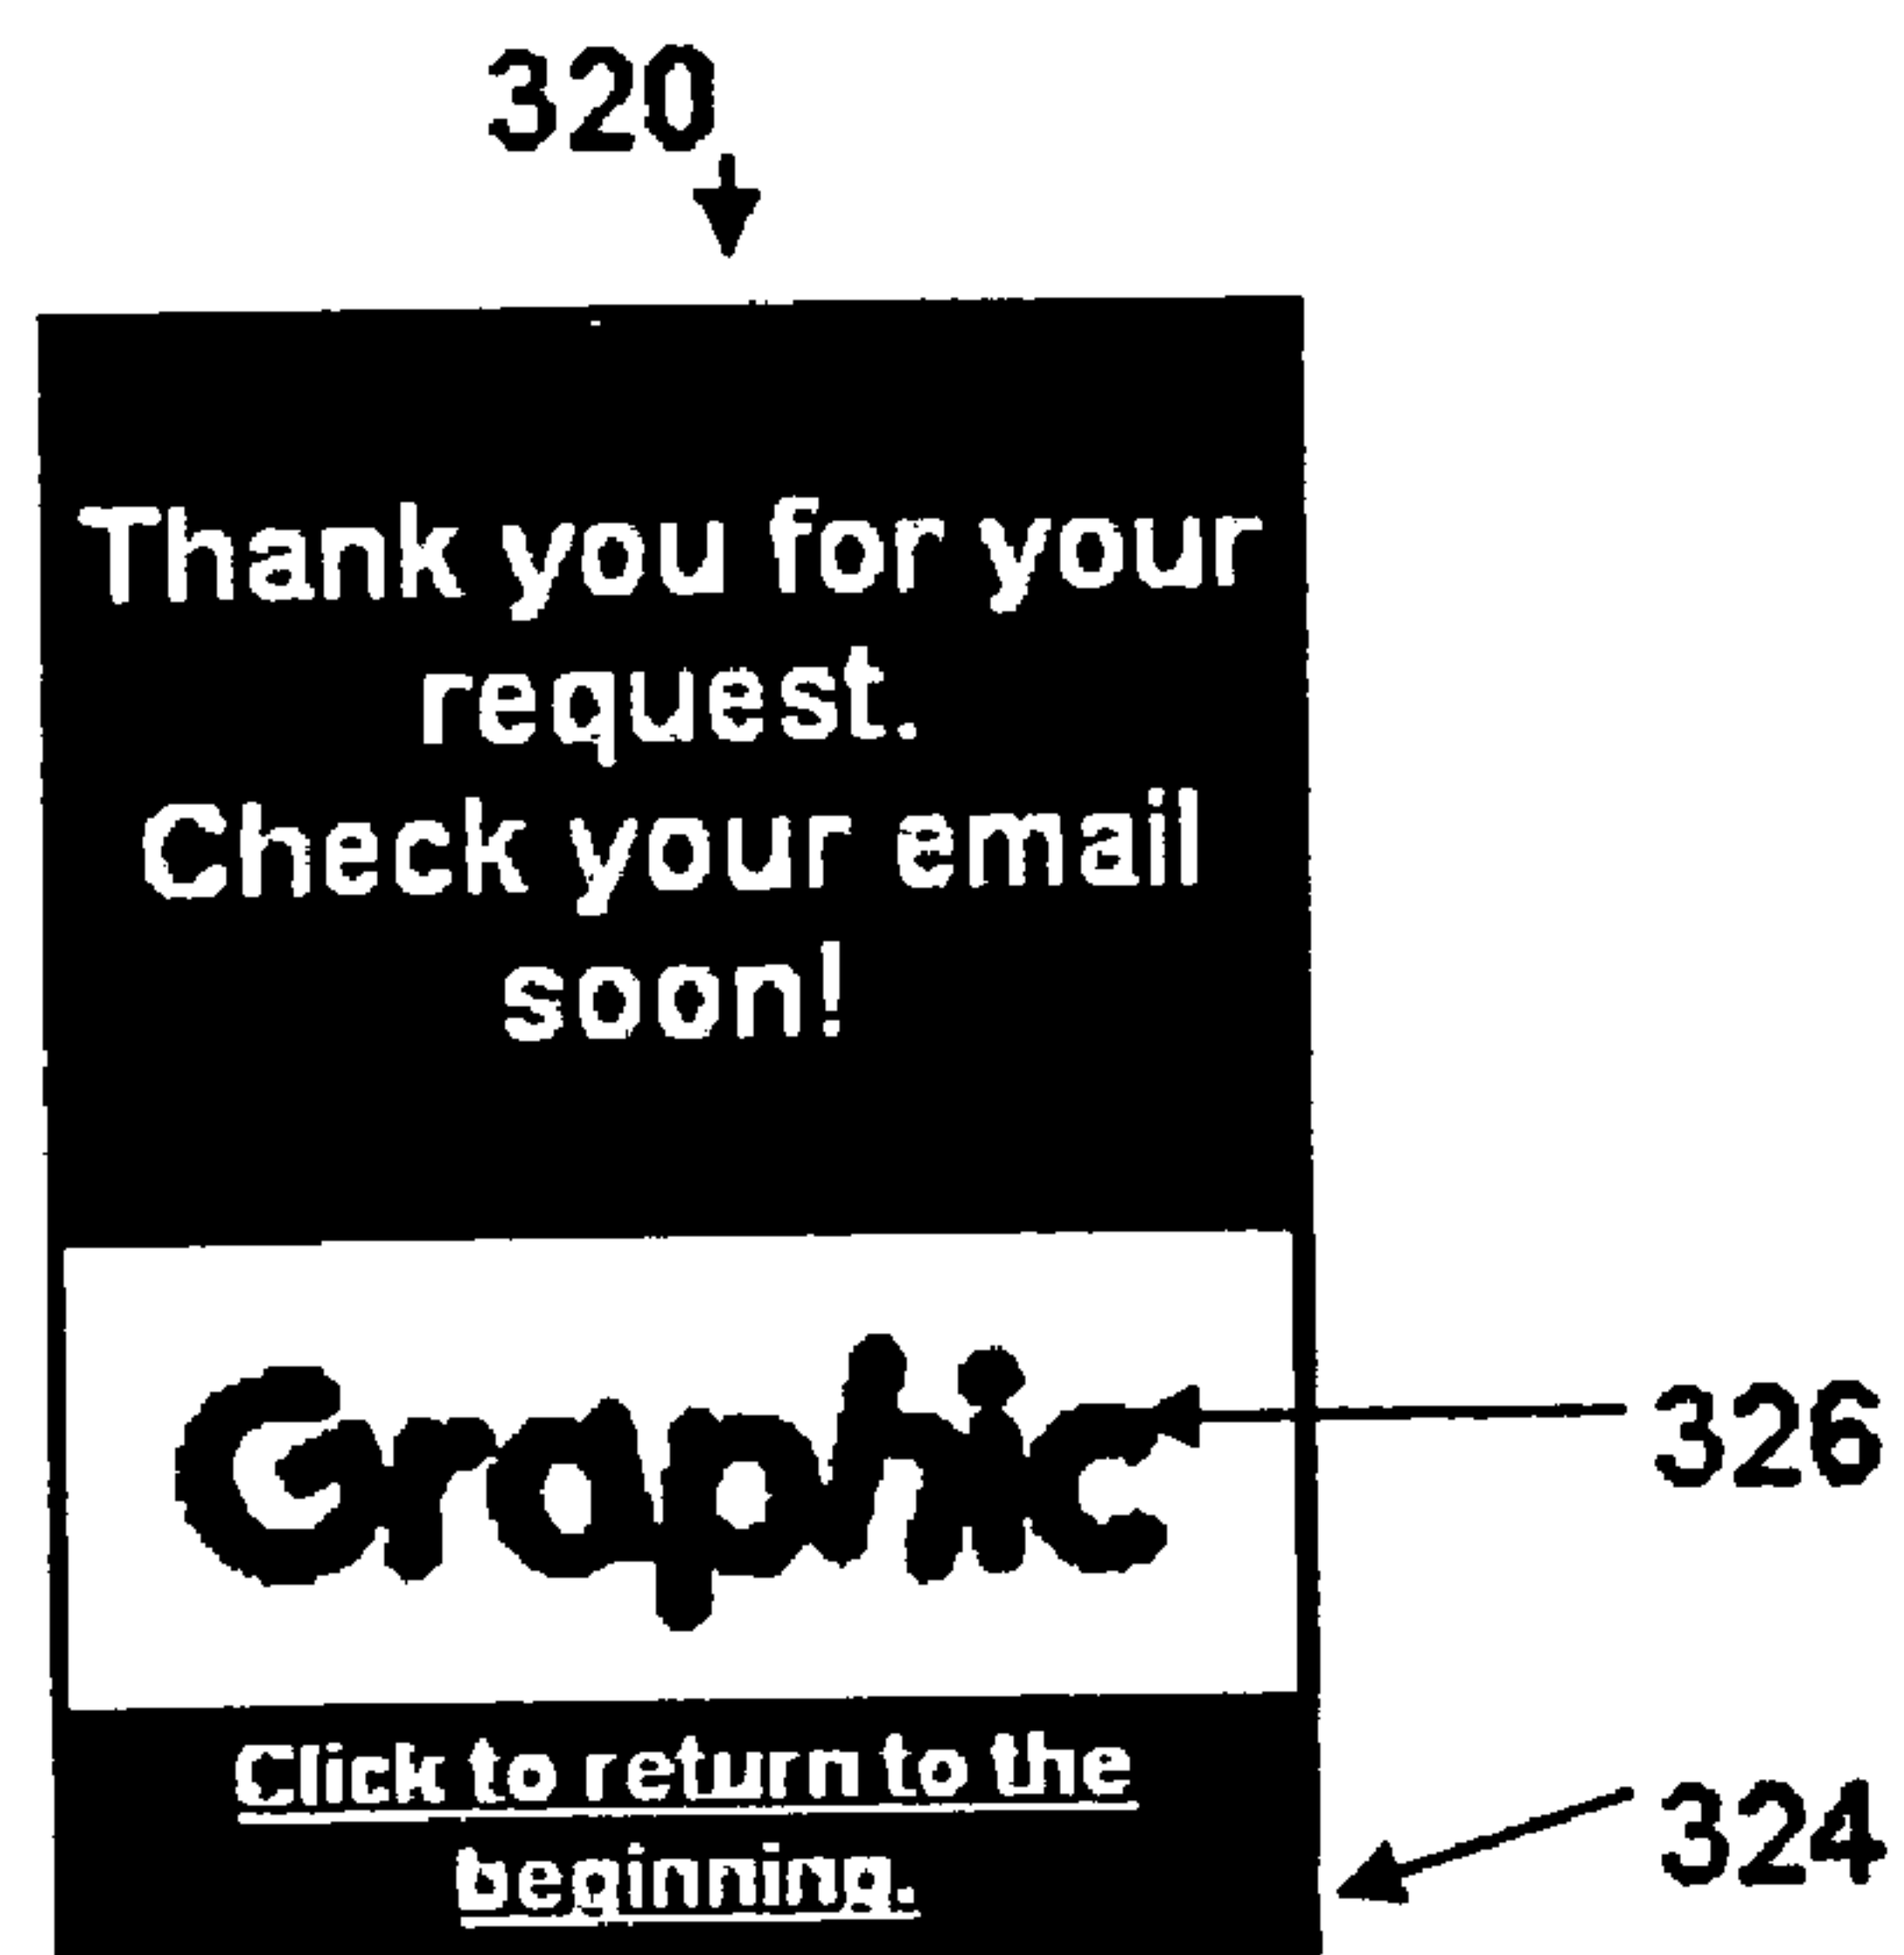 320
Thank you for your
request.
Check your email
soon!
Graphic
326
Click to return to the
beginning.
324